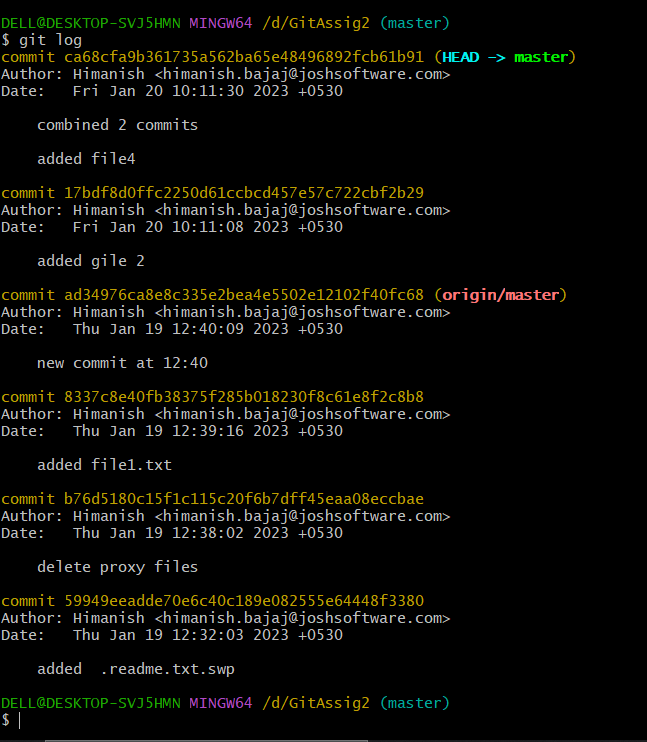 DELL@DESKTOP-SVJ5HMN MINGW64 /d/GitAssig2 (master)
$ git log
commit ca68cfa9b361735a562ba65e48496892fcb61b91 (HEAD -> master)
Author: Himanish <himanish.bajaj@joshsoftware.com>
Date:   Fri Jan 20 10:11:30 2023 +0530

    combined 2 commits

    added file4

commit 17bdf8d0ffc2250d61ccbcd457e57c722cbf2b29
Author: Himanish <himanish.bajaj@joshsoftware.com>
Date:   Fri Jan 20 10:11:08 2023 +0530

    added gile 2

commit ad34976ca8e8c335e2bea4e5502e12102f40fc68 (origin/master)
Author: Himanish <himanish.bajaj@joshsoftware.com>
Date:   Thu Jan 19 12:40:09 2023 +0530

    new commit at 12:40

commit 8337c8e40fb38375f285b018230f8c61e8f2c8b8
Author: Himanish <himanish.bajaj@joshsoftware.com>
Date:   Thu Jan 19 12:39:16 2023 +0530

    added file1.txt

commit b76d5180c15f1c115c20f6b7dff45eaa08eccbae
Author: Himanish <himanish.bajaj@joshsoftware.com>
Date:   Thu Jan 19 12:38:02 2023 +0530

    delete proxy files

commit 59949eeadde70e6c40c189e082555e64448f3380
Author: Himanish <himanish.bajaj@joshsoftware.com>
Date:   Thu Jan 19 12:32:03 2023 +0530

    added  .readme.txt.swp

DELL@DESKTOP-SVJ5HMN MINGW64 /d/GitAssig2 (master)
$